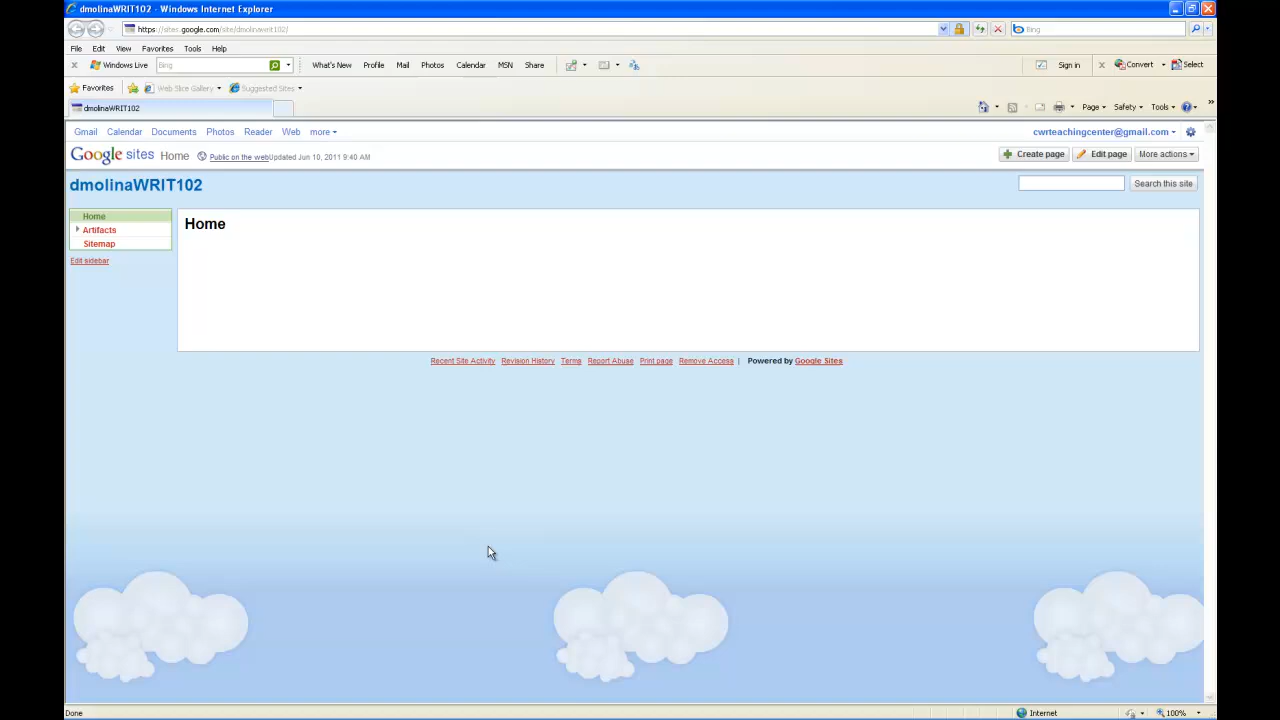 dmolinaWRIT102 - Windows Internet Explorer
https://sites.google.com/site/dmolinawrit102/
Bing
File Edit View Favorites Tools Help
Windows Live Bing What's New Profile Mail Photos Calendar MSN Share Sign in Convert Select
Favorites Web Slice Gallery Suggested Sites
dmolinaWRIT102 Page Safety Tools
Gmail Calendar Documents Photos Reader Web more cwrteachingcenter@gmail.com
Google sites Home Public on the web Updated Jun 10, 2011 9:40 AM Create page Edit page More actions
dmolinaWRIT102 Search this site
Home
Artifacts
Sitemap
Edit sidebar
Home
Recent Site Activity Revision History Terms Report Abuse Print page Remove Access | Powered by Google Sites
Done Internet 100%